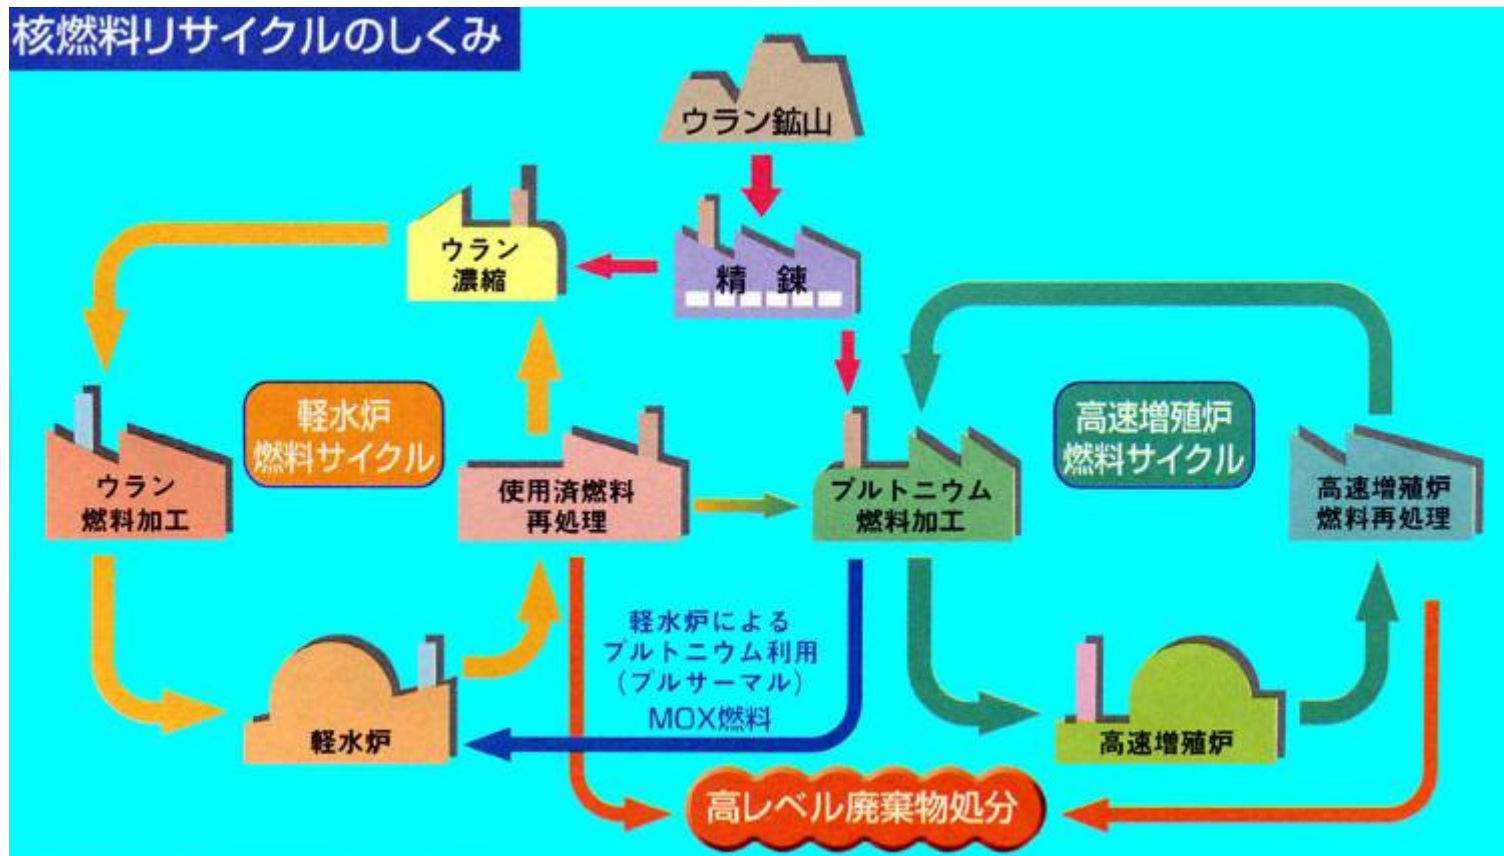 核燃料リサイクルのしくみ
ウラン鉱山
ウラン
濃縮
精 錬
軽水炉
燃料サイクル
高速増殖炉
燃料サイクル
ウラン
燃料加工
使用済燃料
再処理
プルトニウム
燃料加工
高速増殖炉
燃料再処理
軽水炉による
プルトニウム利用
(プルサーマル)
MOX燃料
軽水炉
高速増殖炉
高レベル廃棄物処分